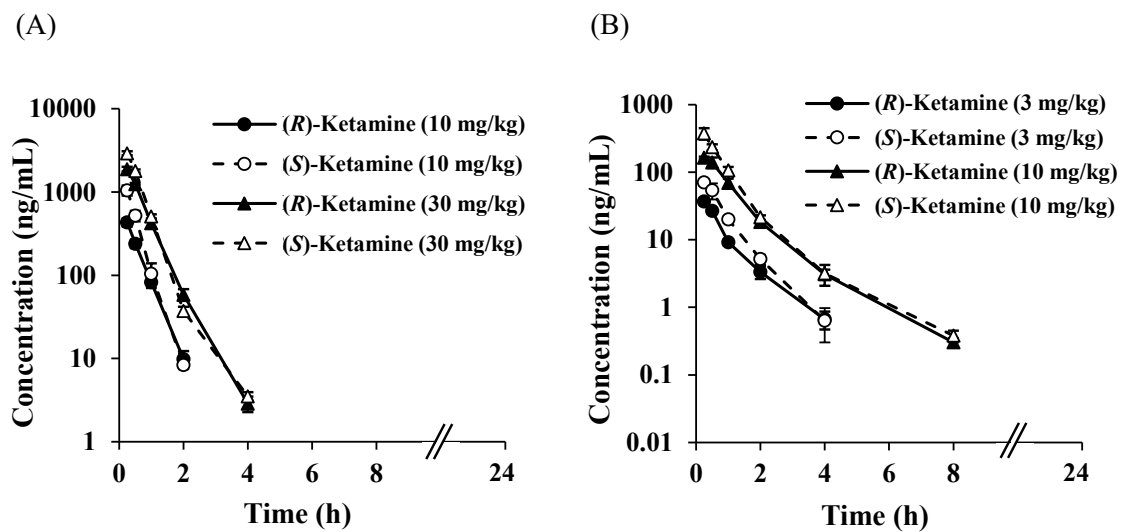 (A)
10000
1000
100
10
1
0
2
4
6
8
24
Concentration (ng/mL)
Time (h)
(R)-Ketamine (10 mg/kg)
(S)-Ketamine (10 mg/kg)
(R)-Ketamine (30 mg/kg)
(S)-Ketamine (30 mg/kg)
(B)
1000
100
10
1
0.1
0.01
0
2
4
6
8
24
Concentration (ng/mL)
Time (h)
(R)-Ketamine (3 mg/kg)
(S)-Ketamine (3 mg/kg)
(R)-Ketamine (10 mg/kg)
(S)-Ketamine (10 mg/kg)